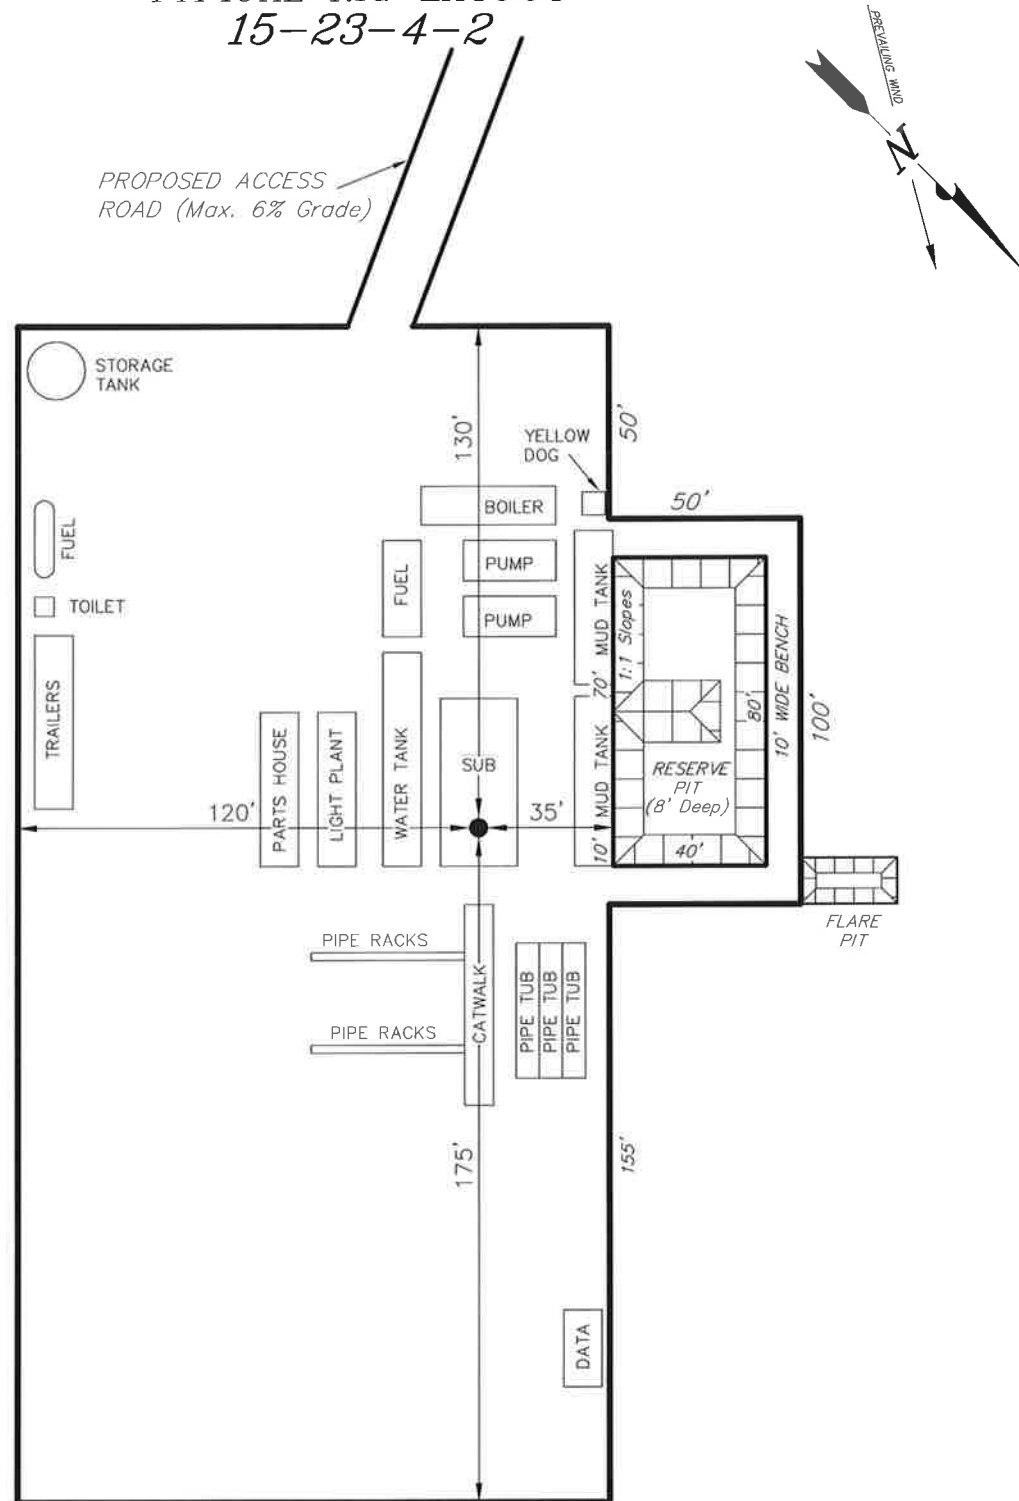 15-23-4-2
PREVAILING WIND
N
PROPOSED ACCESS
ROAD (Max. 6% Grade)
STORAGE
TANK
130'
YELLOW
DOG
50'
50'
BOILER
FUEL
FUEL
PUMP
MUD TANK
1:1 Slopes
TOILET
PUMP
70'
10' WIDE BENCH
100'
80'
TRAILERS
PARTS HOUSE
LIGHT PLANT
WATER TANK
SUB
MUD TANK
RESERVE
PIT
(8' Deep)
120'
35'
10'
40'
FLARE
PIT
PIPE RACKS
CATWALK
PIPE TUB
PIPE TUB
PIPE TUB
PIPE RACKS
175'
155'
DATA